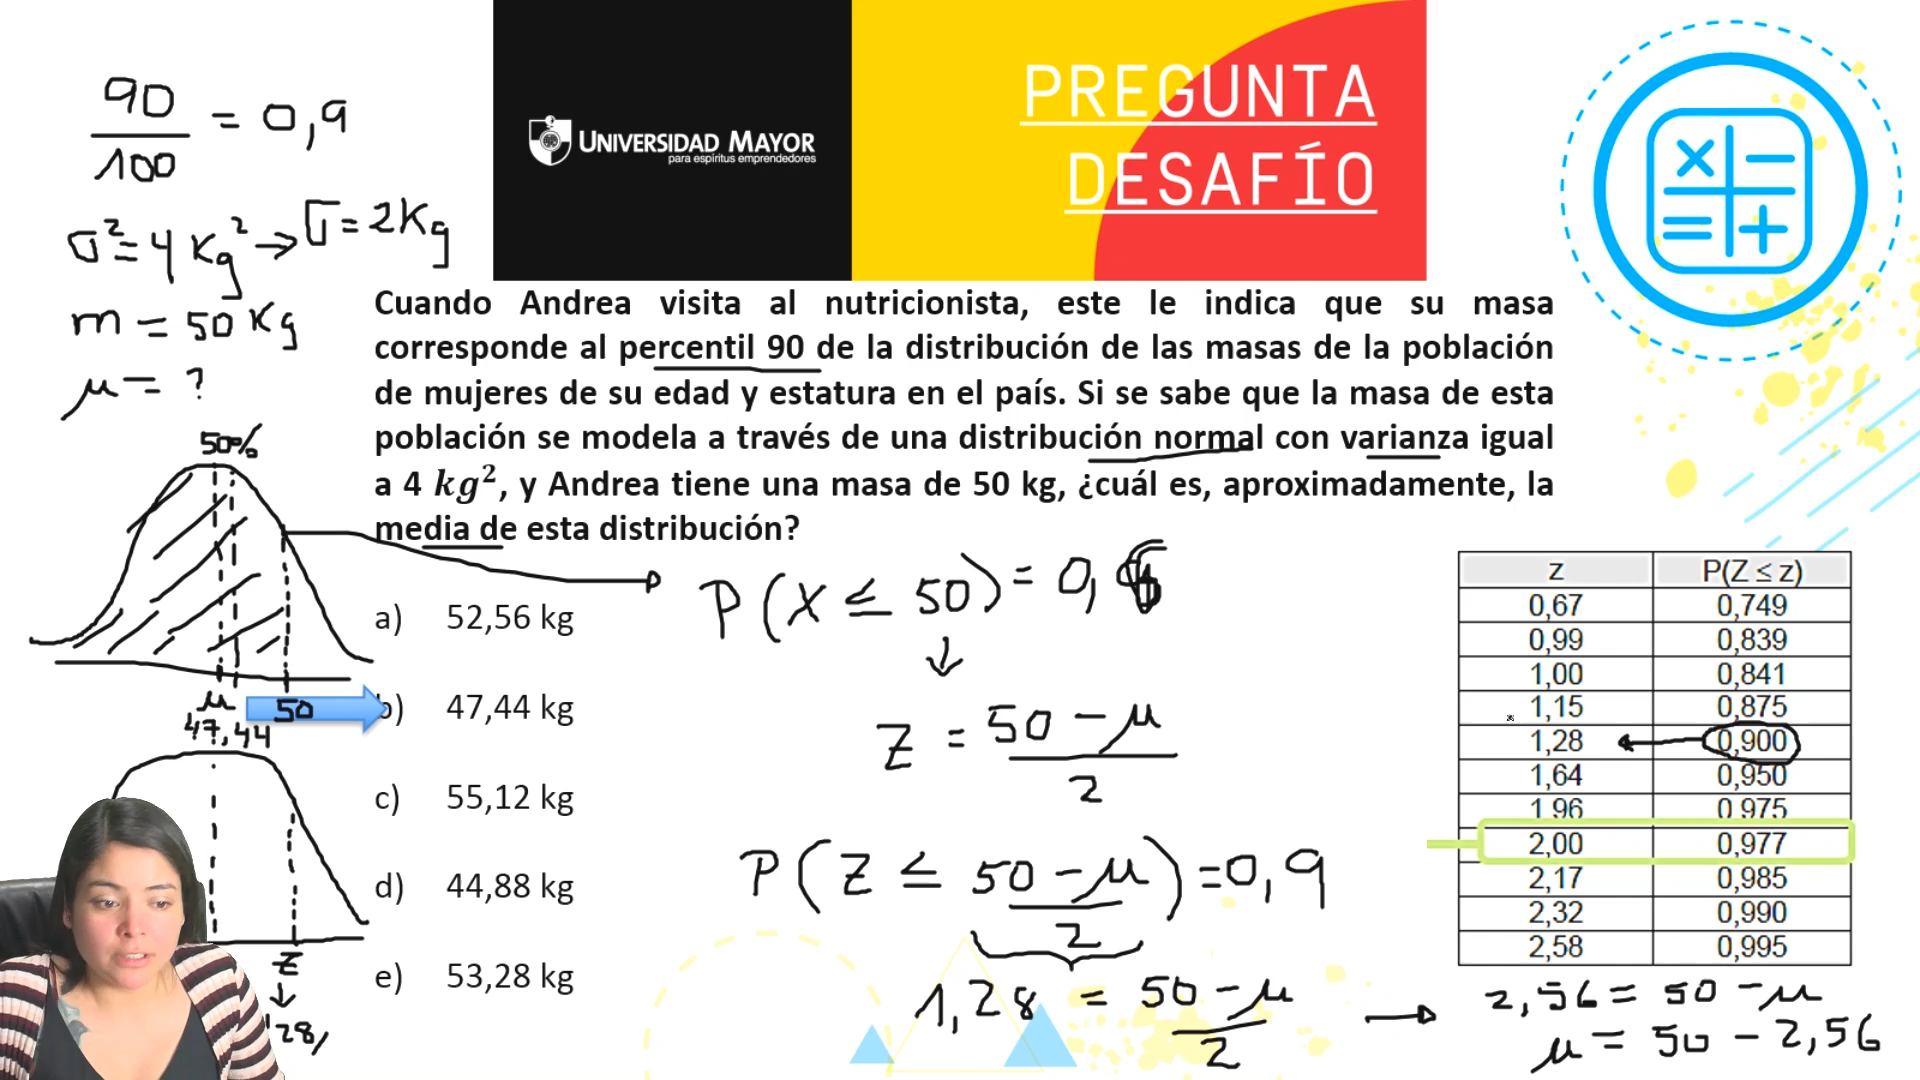 90
100
= 0,9
σ² = 4 Kg² → σ = 2Kg
m = 50 Kg
μ = ?
UNIVERSIDAD MAYOR
para espíritus emprendedores
PREGUNTA
DESAFÍO
Cuando Andrea visita al nutricionista, este le indica que su masa
corresponde al percentil 90 de la distribución de las masas de la población
de mujeres de su edad y estatura en el país. Si se sabe que la masa de esta
población se modela a través de una distribución normal con varianza igual
a 4 kg², y Andrea tiene una masa de 50 kg, ¿cuál es, aproximadamente, la
media de esta distribución?
50%
μ
50
47,44
z
↓
1 28,
a) 52,56 kg
b) 47,44 kg
c) 55,12 kg
d) 44,88 kg
e) 53,28 kg
P(X ≤ 50) = 0,
↓
Z = 50 - μ
2
P(Z ≤ 50 - μ) = 0,9
2
1,28 = 50 - μ
2
→ 2,56 = 50 - μ
μ = 50 - 2,56
z P(Z ≤ z)
0,67 0,749
0,99 0,839
1,00 0,841
1,15 0,875
1,28 0,900
1,64 0,950
1,96 0,975
2,00 0,977
2,17 0,985
2,32 0,990
2,58 0,995